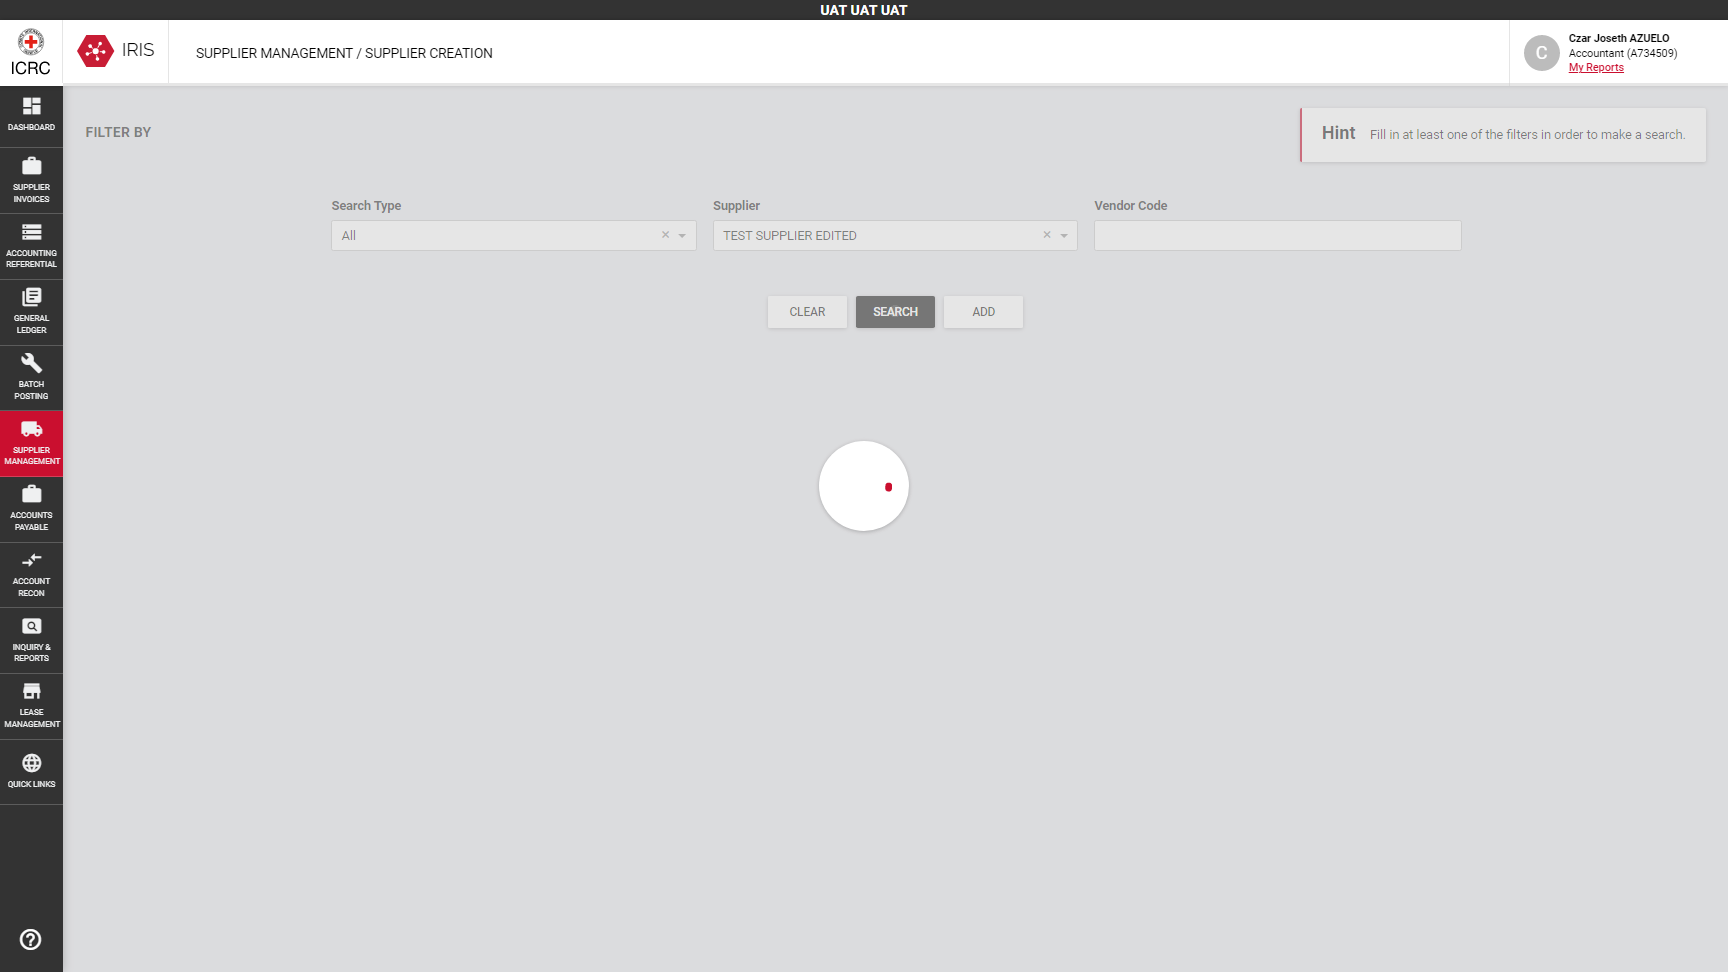 UAT UAT UAT
ICRC
IRIS
SUPPLIER MANAGEMENT / SUPPLIER CREATION
C
Czar Joseth AZUELO
Accountant (A734509)
My Reports
DASHBOARD
SUPPLIER
INVOICES
ACCOUNTING
REFERENTIAL
GENERAL
LEDGER
BATCH
POSTING
SUPPLIER
MANAGEMENT
ACCOUNTS
PAYABLE
ACCOUNT
RECON
INQUIRY &
REPORTS
LEASE
MANAGEMENT
QUICK LINKS
FILTER BY
Hint Fill in at least one of the filters in order to make a search.
Search Type
All
Supplier
TEST SUPPLIER EDITED
Vendor Code
CLEAR
SEARCH
ADD